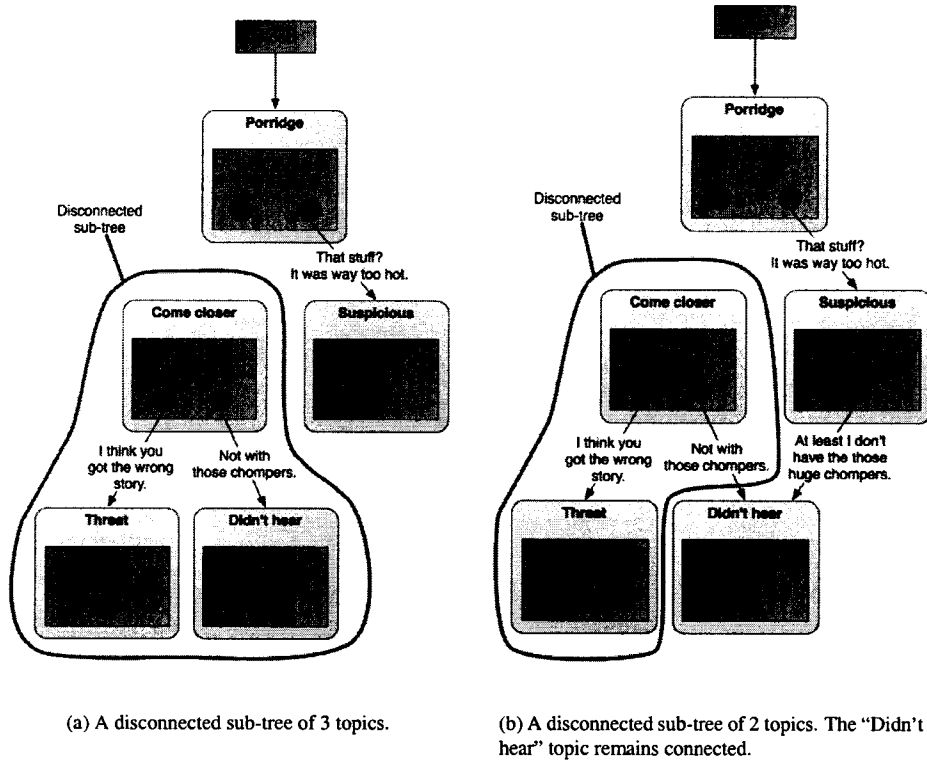 Porridge
Disconnected
sub-tree
That stuff?
It was way too hot.
Come closer
Suspicious
I think you
got the wrong
story.
Not with
those chompers.
Threat
Didn't hear
(a) A disconnected sub-tree of 3 topics.
Porridge
Disconnected
sub-tree
That stuff?
It was way too hot.
Come closer
Suspicious
I think you
got the wrong
story.
Not with
those chompers.
At least I don't
have the those
huge chompers.
Threat
Didn't hear
(b) A disconnected sub-tree of 2 topics. The “Didn't
hear” topic remains connected.